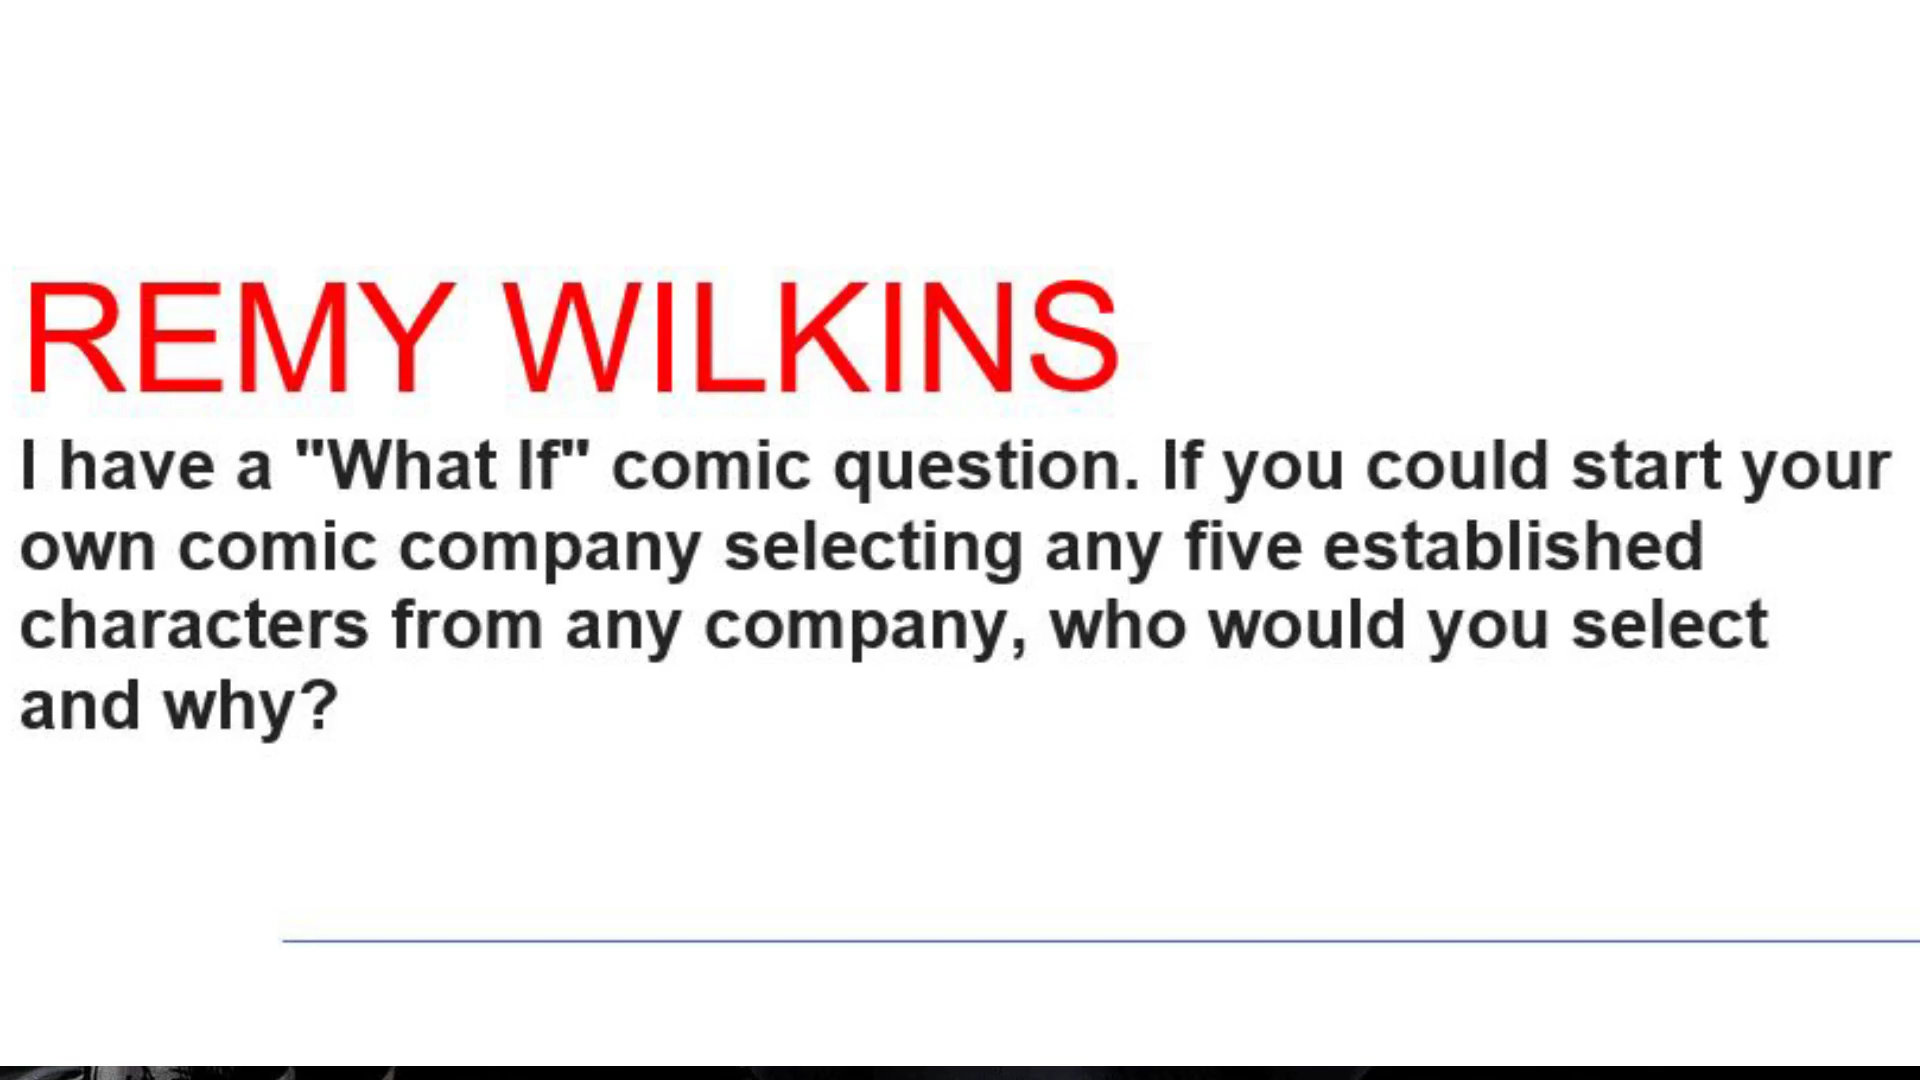 REMY WILKINS
I have a "What If" comic question. If you could start your
own comic company selecting any five established
characters from any company, who would you select
and why?